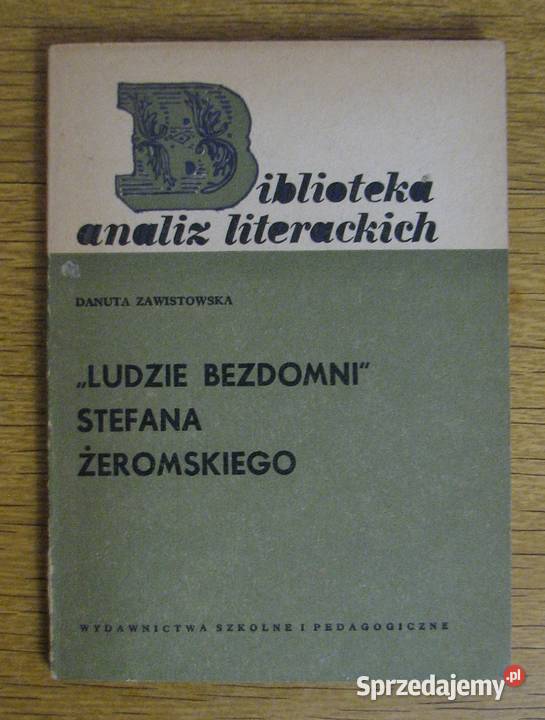 Biblioteka
analiz literackich
DANUTA ZAWISTOWSKA
„LUDZIE BEZDOMNI"
STEFANA
ŻEROMSKIEGO
WYDAWNICTWA SZKOLNE I PEDAGOGICZNE
Sprzedajemy.pl